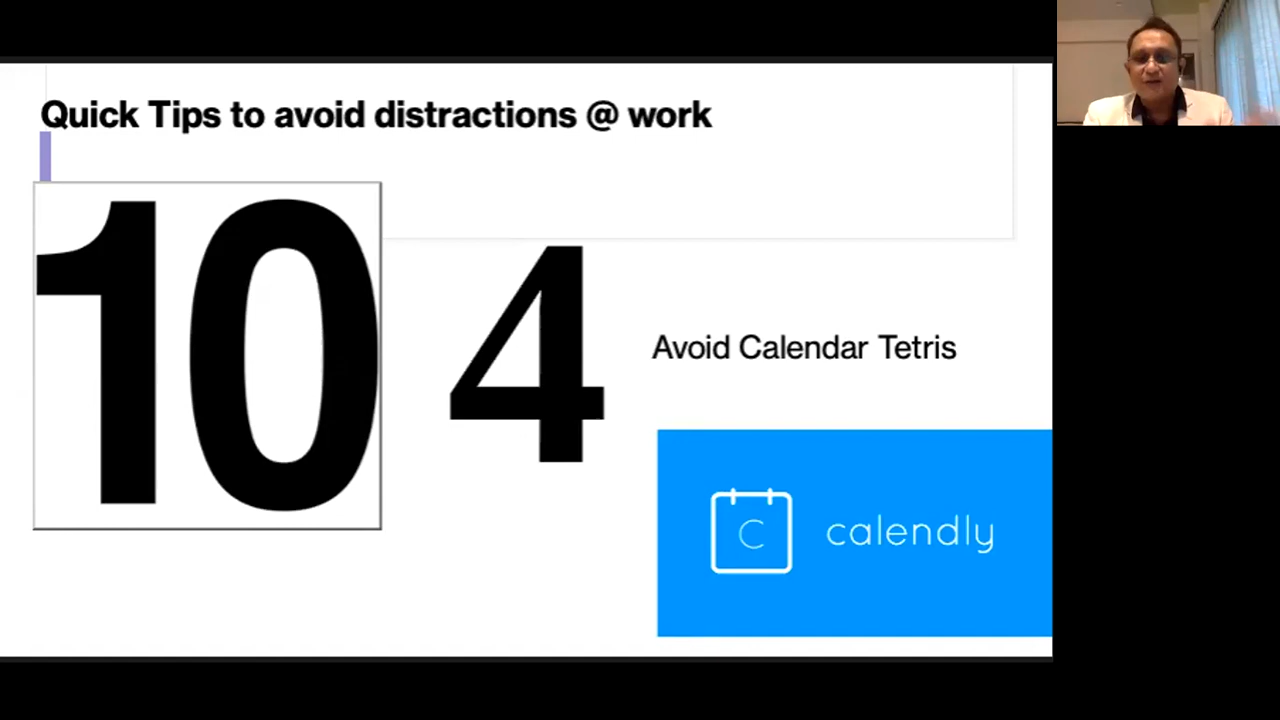 Quick Tips to avoid distractions @ work
10
4
Avoid Calendar Tetris
C calendly